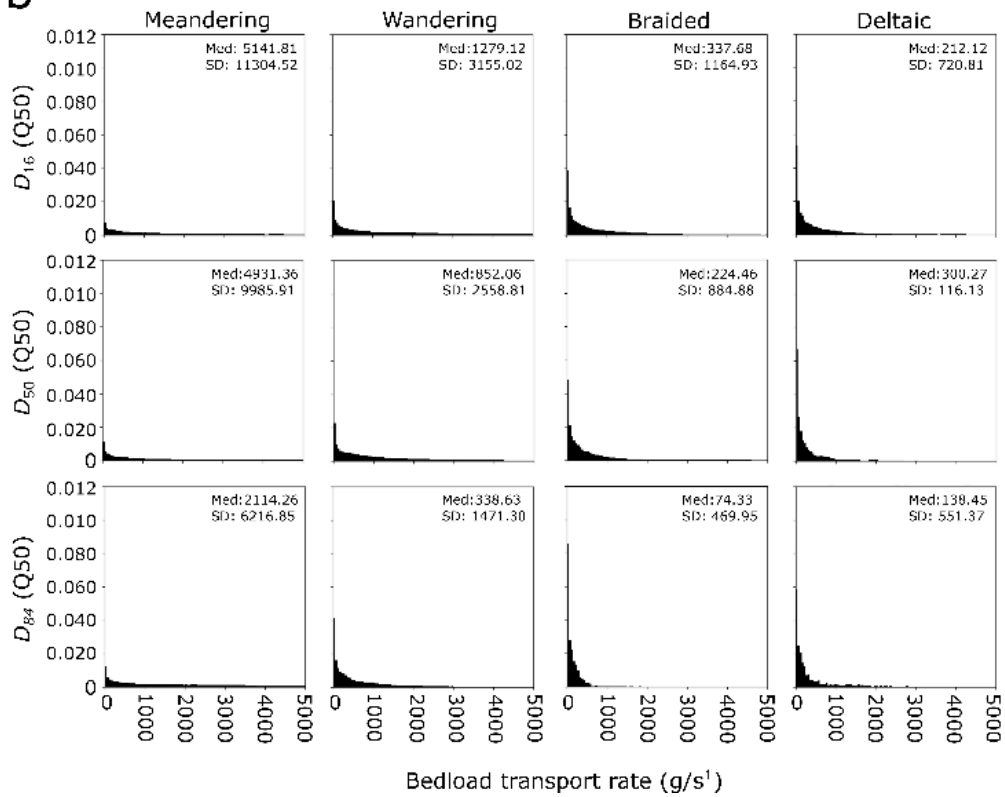 b
Meandering Wandering Braided Deltaic
D16 (Q50)
0.012
0.010
0.080
0.060
0.040
0.020
0
Med: 5141.81
SD: 11304.52
Med:1279.12
SD: 3155.02
Med:337.68
SD: 1164.93
Med:212.12
SD: 720.81
D50 (Q50)
0.012
0.010
0.080
0.060
0.040
0.020
0
Med:4931.36
SD: 9985.91
Med:852.06
SD: 2558.81
Med:224.46
SD: 884.88
Med:300.27
SD: 116.13
D84 (Q50)
0.012
0.010
0.080
0.060
0.040
0.020
0
Med:2114.26
SD: 6216.85
Med:338.63
SD: 1471.30
Med:74.33
SD: 469.95
Med:138.45
SD: 551.37
0 1000 2000 3000 4000 5000
0 1000 2000 3000 4000 5000
0 1000 2000 3000 4000 5000
0 1000 2000 3000 4000 5000
Bedload transport rate (g/s¹)